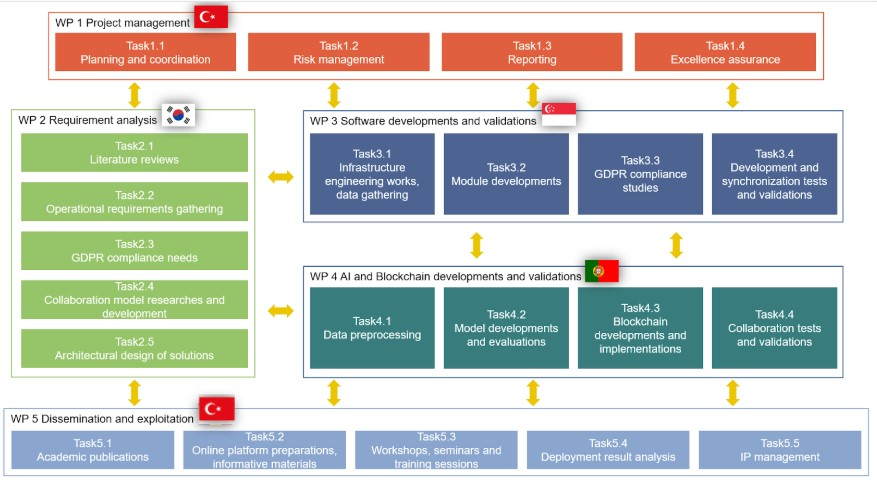 WP 1 Project management
Task1.1
Planning and coordination
Task1.2
Risk management
Task1.3
Reporting
Task1.4
Excellence assurance
WP 2 Requirement analysis
Task2.1
Literature reviews
Task2.2
Operational requirements gathering
Task2.3
GDPR compliance needs
Task2.4
Collaboration model researches and
development
Task2.5
Architectural design of solutions
WP 3 Software developments and validations
Task3.1
Infrastructure
engineering works,
data gathering
Task3.2
Module developments
Task3.3
GDPR compliance
studies
Task3.4
Development and
synchronization tests
and validations
WP 4 AI and Blockchain developments and validations
Task4.1
Data preprocessing
Task4.2
Model developments
and evaluations
Task4.3
Blockchain
developments and
implementations
Task4.4
Collaboration tests
and validations
WP 5 Dissemination and exploitation
Task5.1
Academic publications
Task5.2
Online platform preparations,
informative materials
Task5.3
Workshops, seminars and
training sessions
Task5.4
Deployment result analysis
Task5.5
IP management